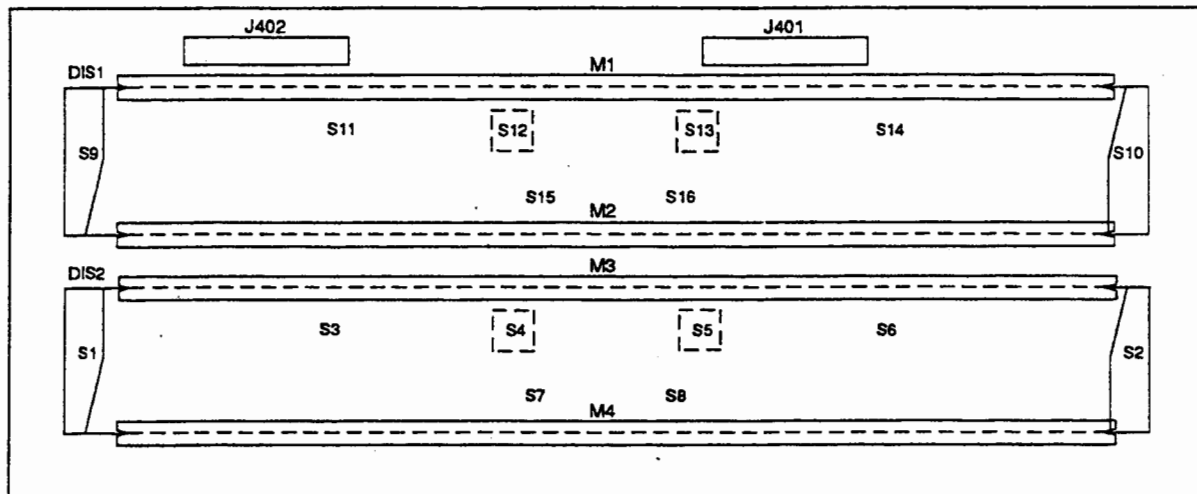 J402 J401
DIS1 M1
S11 S12 S13 S14
S9 S10
S15 S16
M2
DIS2 M3
S3 S4 S5 S6
S1 S2
S7 S8
M4